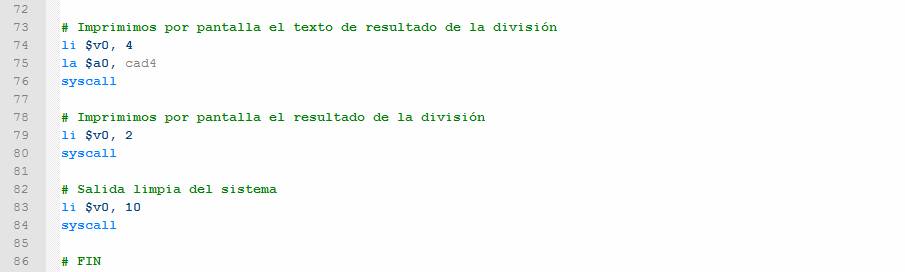 72
73 # Imprimimos por pantalla el texto de resultado de la división
74 li $v0, 4
75 la $a0, cad4
76 syscall
77
78 # Imprimimos por pantalla el resultado de la división
79 li $v0, 2
80 syscall
81
82 # Salida limpia del sistema
83 li $v0, 10
84 syscall
85
86 # FIN